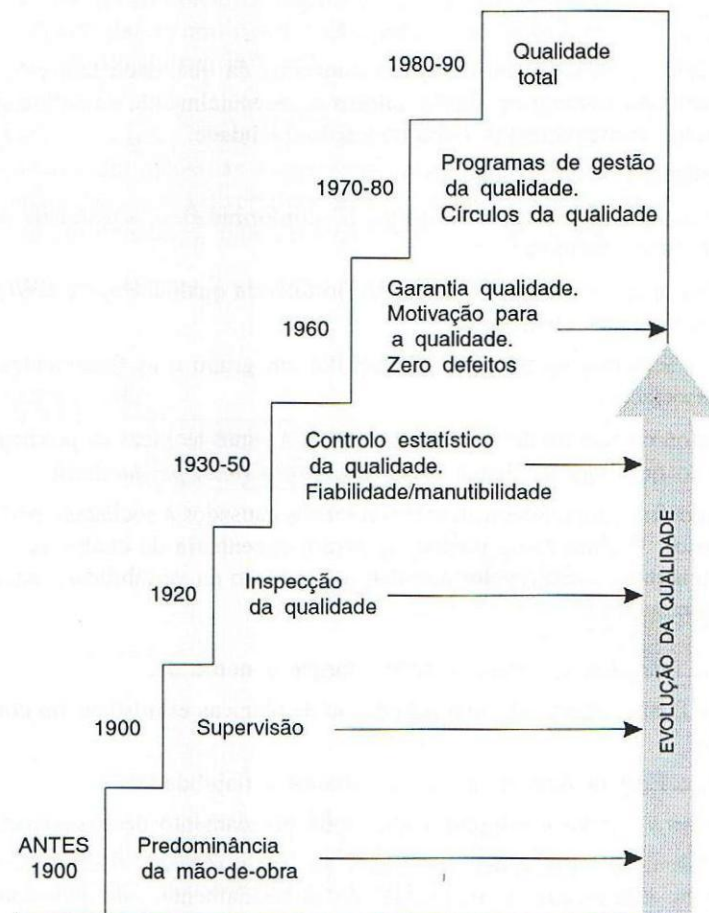 1980-90
Qualidade
total
1970-80
Programas de gestão
da qualidade.
Círculos da qualidade
1960
Garantia qualidade.
Motivação para
a qualidade.
Zero defeitos
1930-50
Controlo estatístico
da qualidade.
Fiabilidade/manutibilidade
1920
Inspecção
da qualidade
1900
Supervisão
ANTES
1900
Predominância
da mão-de-obra
EVOLUÇÃO DA QUALIDADE